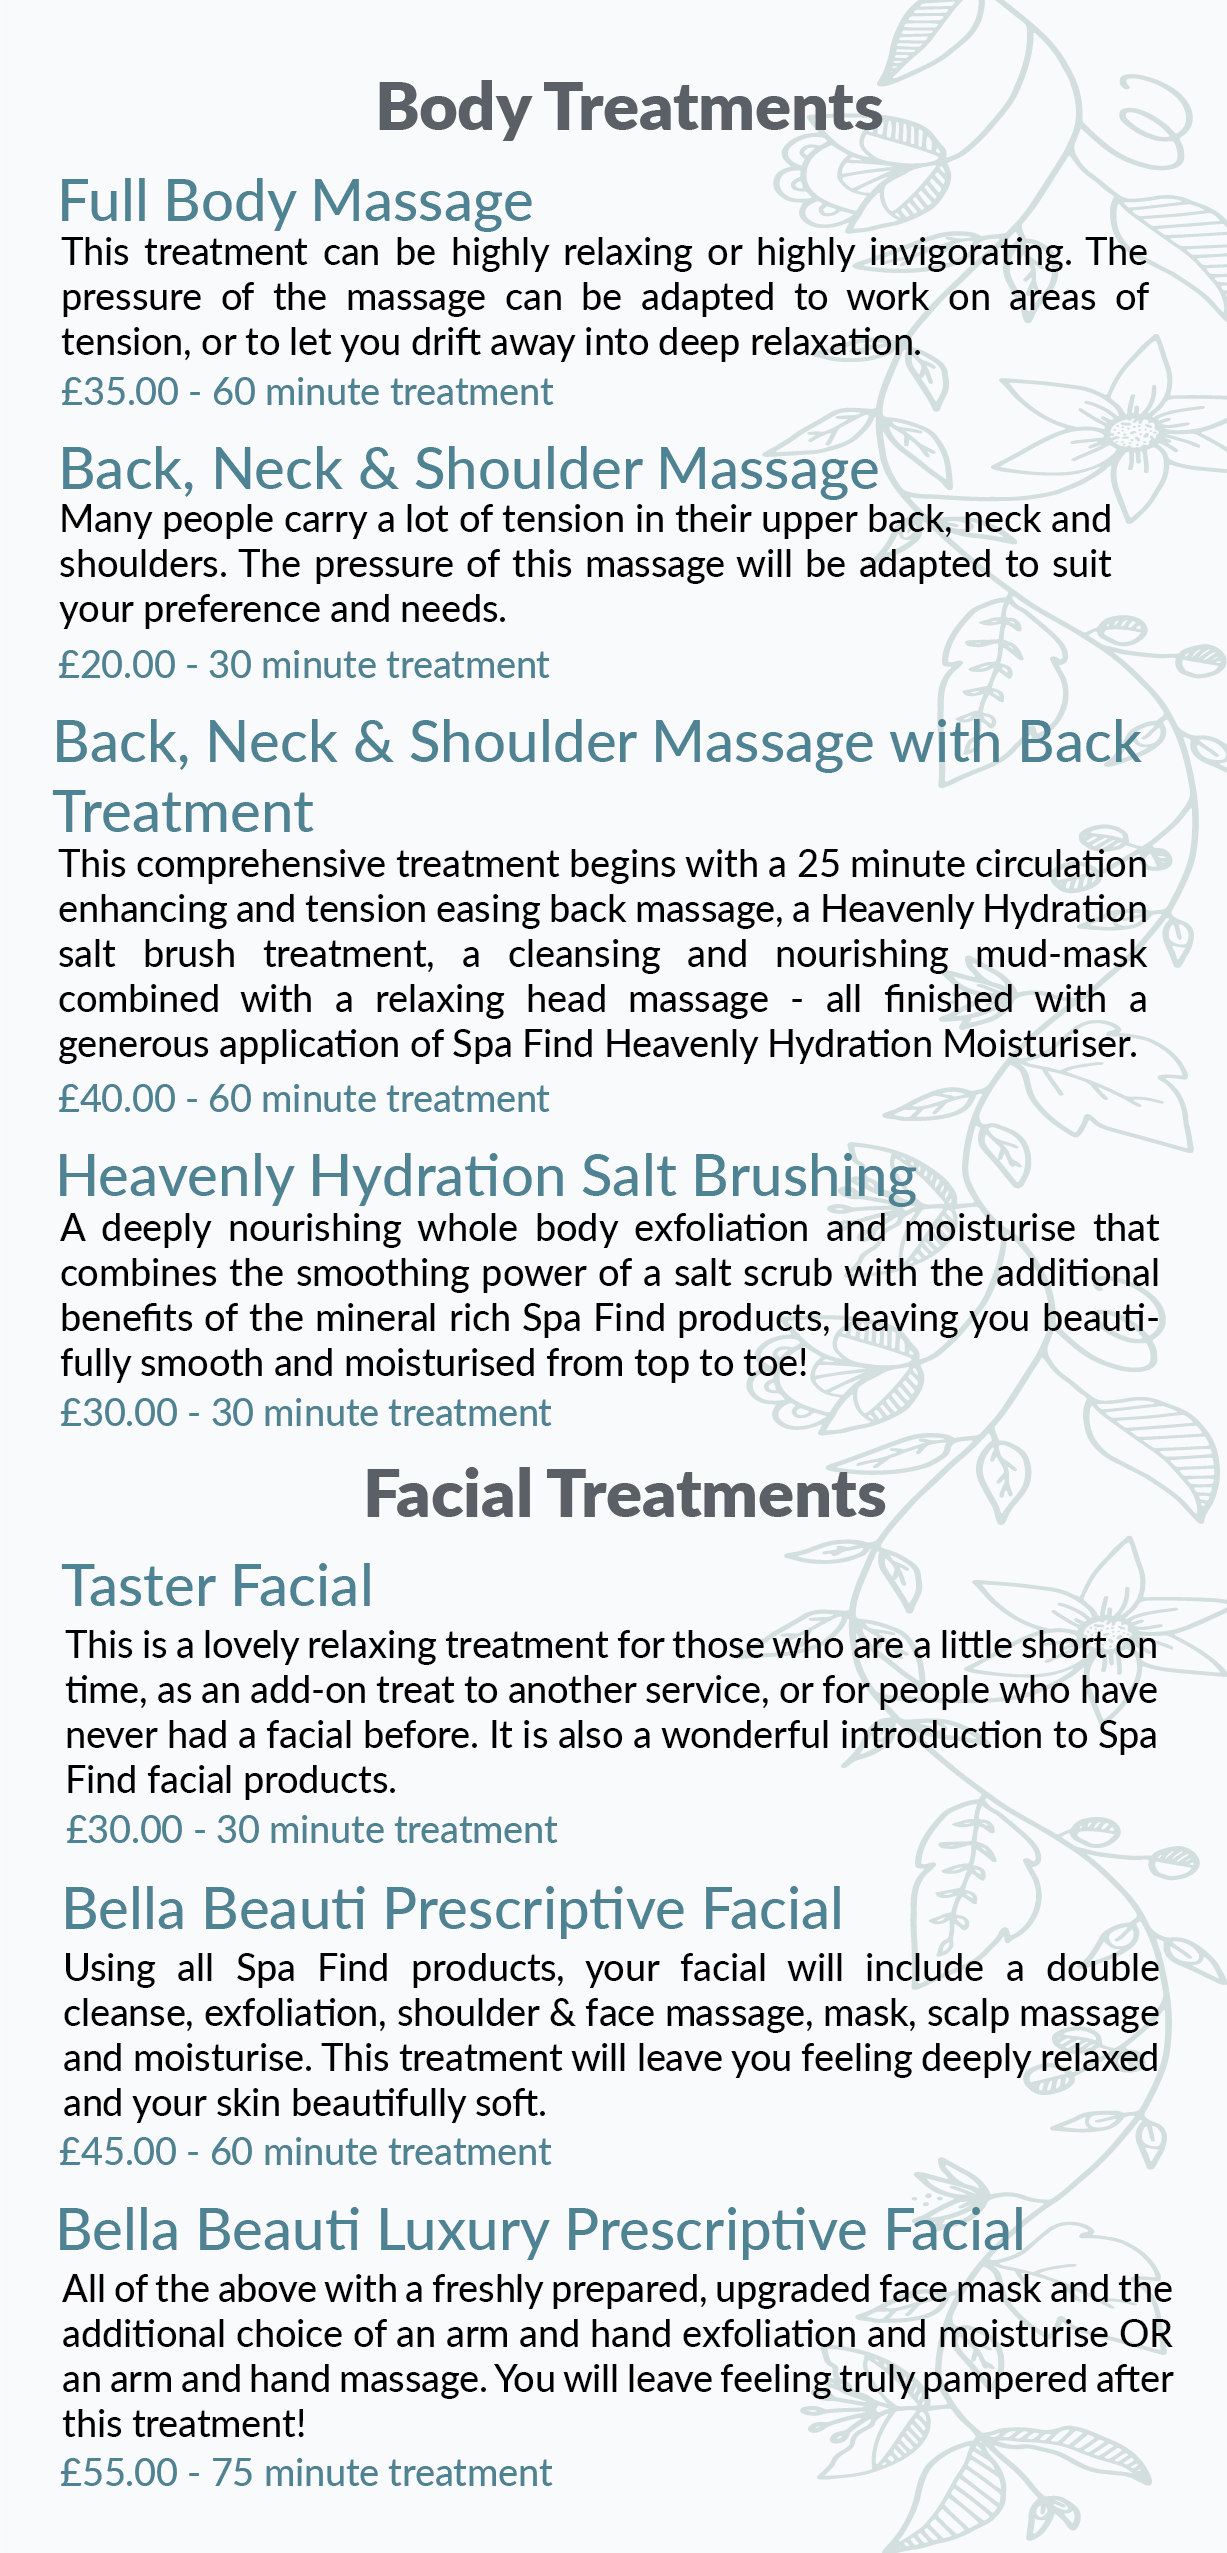 Body Treatments
Full Body Massage
This treatment can be highly relaxing or highly invigorating. The
pressure of the massage can be adapted to work on areas of
tension, or to let you drift away into deep relaxation.
£35.00 - 60 minute treatment
Back, Neck & Shoulder Massage
Many people carry a lot of tension in their upper back, neck and
shoulders. The pressure of this massage will be adapted to suit
your preference and needs.
£20.00 - 30 minute treatment
Back, Neck & Shoulder Massage with Back
Treatment
This comprehensive treatment begins with a 25 minute circulation
enhancing and tension easing back massage, a Heavenly Hydration
salt brush treatment, a cleansing and nourishing mud-mask
combined with a relaxing head massage - all finished with a
generous application of Spa Find Heavenly Hydration Moisturiser.
£40.00 - 60 minute treatment
Heavenly Hydration Salt Brushing
A deeply nourishing whole body exfoliation and moisturise that
combines the smoothing power of a salt scrub with the additional
benefits of the mineral rich Spa Find products, leaving you beauti-
fully smooth and moisturised from top to toe!
£30.00 - 30 minute treatment
Facial Treatments
Taster Facial
This is a lovely relaxing treatment for those who are a little short on
time, as an add-on treat to another service, or for people who have
never had a facial before. It is also a wonderful introduction to Spa
Find facial products.
£30.00 - 30 minute treatment
Bella Beauti Prescriptive Facial
Using all Spa Find products, your facial will include a double
cleanse, exfoliation, shoulder & face massage, mask, scalp massage
and moisturise. This treatment will leave you feeling deeply relaxed
and your skin beautifully soft.
£45.00 - 60 minute treatment
Bella Beauti Luxury Prescriptive Facial
All of the above with a freshly prepared, upgraded face mask and the
additional choice of an arm and hand exfoliation and moisturise OR
an arm and hand massage. You will leave feeling truly pampered after
this treatment!
£55.00 - 75 minute treatment